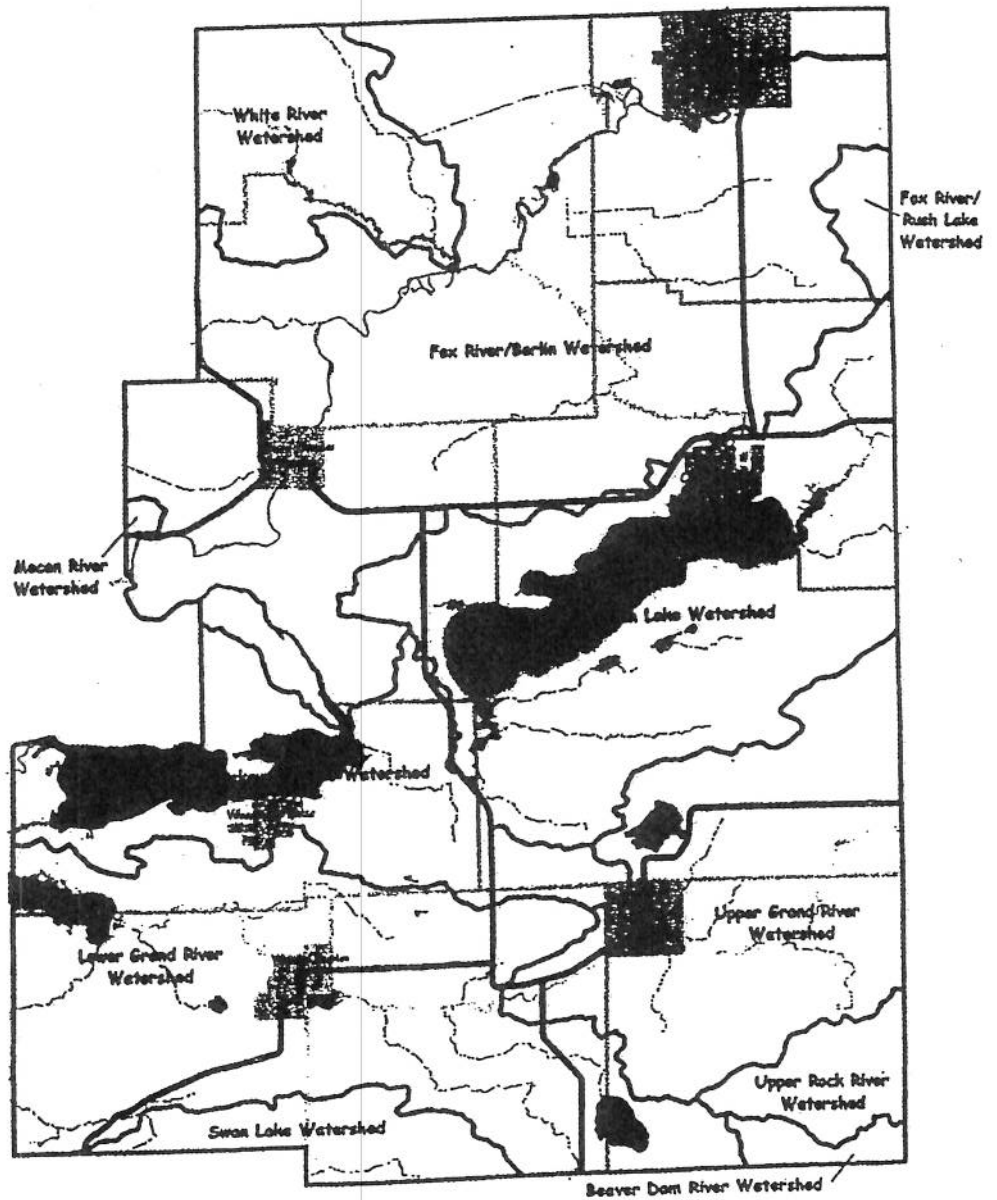 White River
Watershed
Fox River/
Rush Lake
Watershed
Fox River/Berlin Watershed
Mecan River
Watershed
Lake Watershed
Watershed
Upper Grand River
Watershed
Lower Grand River
Watershed
Upper Rock River
Watershed
Swan Lake Watershed
Beaver Dam River Watershed